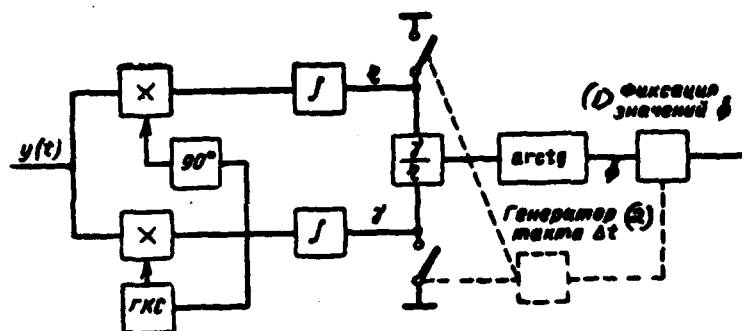 (1) Фиксация
значений ϕ̂
×
∫
η
y(t)
90°
γ/η
arctg
ϕ̂
×
∫
γ
Генератор (2)
такта Δt
ГКС